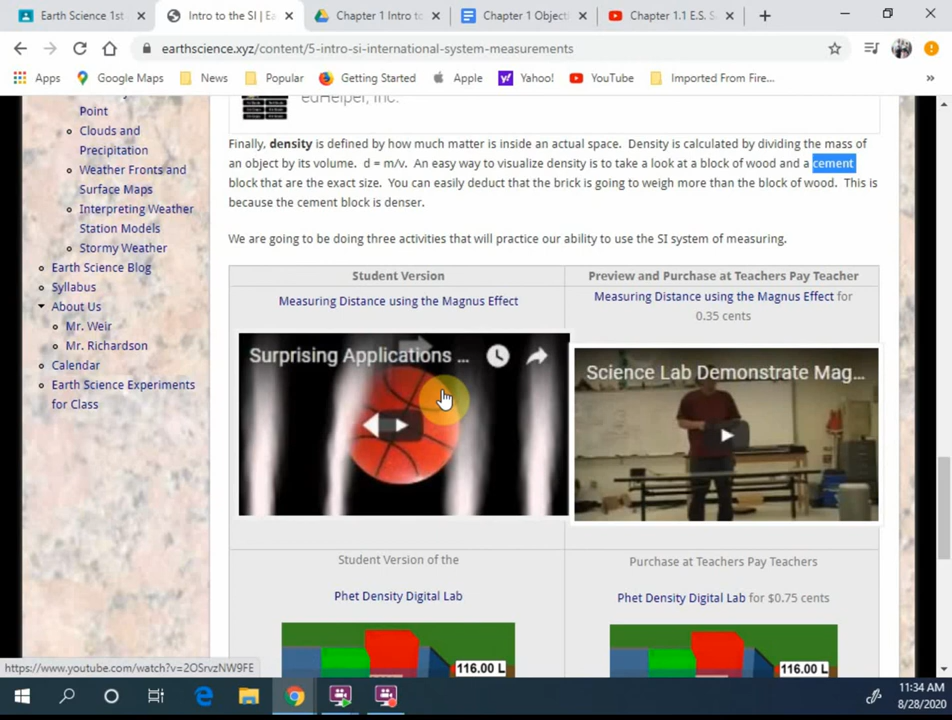 Earth Science 1st
Intro to the SI | Ea
Chapter 1 Intro to
Chapter 1 Objecti
Chapter 1.1 E.S. S
earthscience.xyz/content/5-intro-si-international-system-measurements
Apps
Google Maps
News
Popular
Getting Started
Apple
Yahoo!
YouTube
Imported From Fire...
»
Point
Clouds and
Precipitation
Weather Fronts and
Surface Maps
Interpreting Weather
Station Models
Stormy Weather
Earth Science Blog
Syllabus
About Us
Mr. Weir
Mr. Richardson
Calendar
Earth Science Experiments
for Class
edHelper, Inc.
Finally, density is defined by how much matter is inside an actual space. Density is calculated by dividing the mass of
an object by its volume. d = m/v. An easy way to visualize density is to take a look at a block of wood and a cement
block that are the exact size. You can easily deduct that the brick is going to weigh more than the block of wood. This is
because the cement block is denser.
We are going to be doing three activities that will practice our ability to use the SI system of measuring.
Student Version
Measuring Distance using the Magnus Effect
Surprising Applications ...
Preview and Purchase at Teachers Pay Teacher
Measuring Distance using the Magnus Effect for
0.35 cents
Science Lab Demonstrate Mag...
Student Version of the
Phet Density Digital Lab
116.00 L
Purchase at Teachers Pay Teachers
Phet Density Digital Lab for $0.75 cents
116.00 L
https://www.youtube.com/watch?v=2OSrvzNW9FE
11:34 AM
8/28/2020